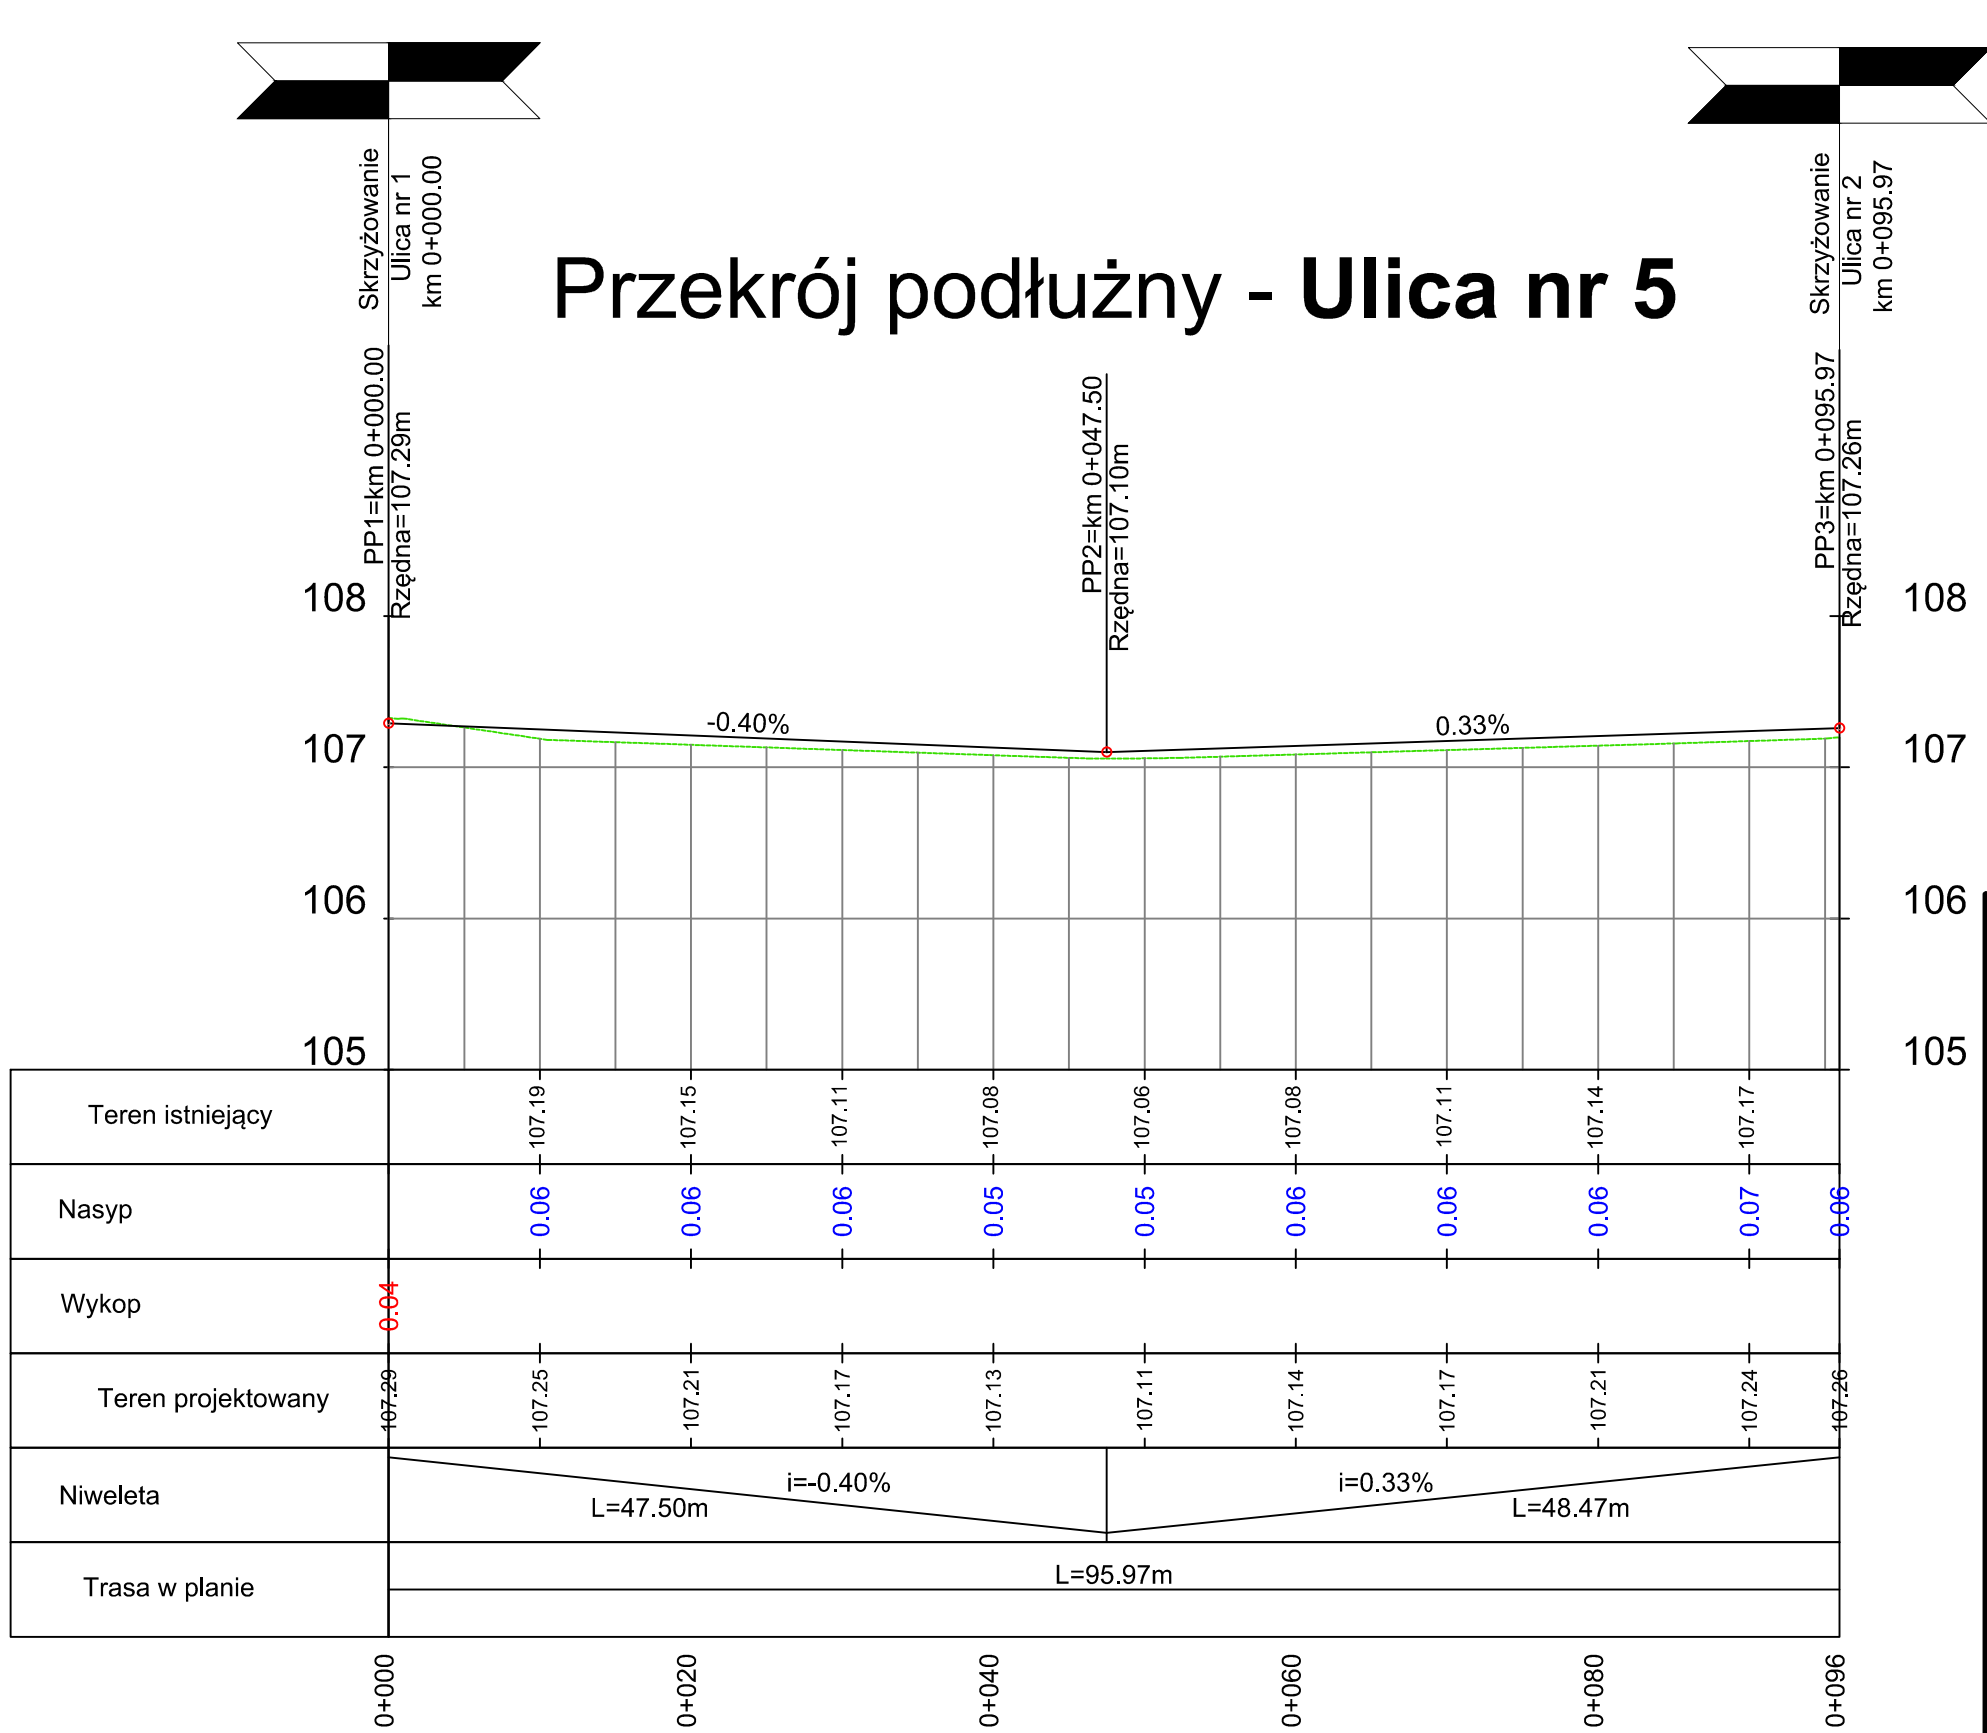 Skrzyżowanie
Ulica nr 1
km 0+000.00
Skrzyżowanie
Ulica nr 2
km 0+095.97
Przekrój podłużny - Ulica nr 5
PP1=km 0+000.00
Rzędna=107.29m
PP2=km 0+047.50
Rzędna=107.10m
PP3=km 0+095.97
Rzędna=107.26m
108
108
-0.40%
0.33%
107
107
106
106
105
105
Teren istniejący
107.19
107.15
107.11
107.08
107.06
107.08
107.11
107.14
107.17
Nasyp
0.06
0.06
0.06
0.05
0.05
0.06
0.06
0.06
0.07
0.06
Wykop
0.04
Teren projektowany
107.29
107.25
107.21
107.17
107.13
107.11
107.14
107.17
107.21
107.24
107.26
Niweleta
i=-0.40%
L=47.50m
i=0.33%
L=48.47m
Trasa w planie
L=95.97m
0+000
0+020
0+040
0+060
0+080
0+096